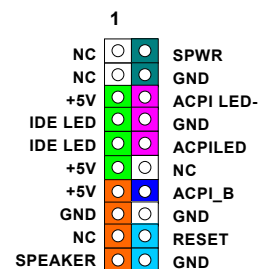 1
NC SPWR
NC GND
+5V ACPI LED-
IDE LED GND
IDE LED ACPILED
+5V NC
+5V ACPI_B
GND GND
NC RESET
SPEAKER GND